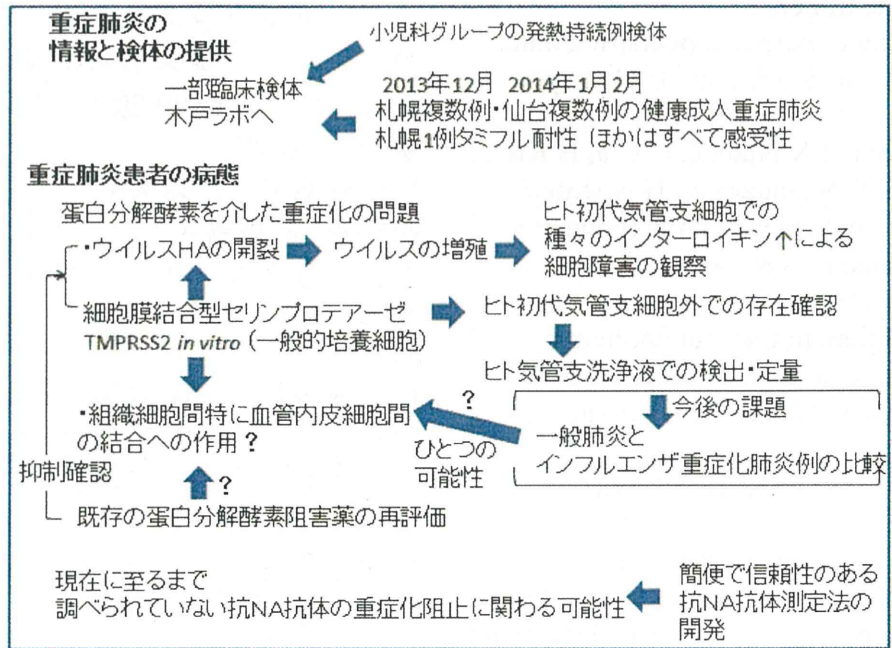 重症肺炎の
情報と検体の提供
小児科グループの発熱持続例検体
一部臨床検体
木戸ラボへ
2013年12月 2014年1月2月
札幌複数例・仙台複数例の健康成人重症肺炎
札幌1例タミフル耐性 ほかはすべて感受性
重症肺炎患者の病態
蛋白分解酵素を介した重症化の問題
・ウイルスHAの開裂
ウイルスの増殖
ヒト初代気管支細胞での
種々のインターロイキン↑による
細胞障害の観察
細胞膜結合型セリンプロテアーゼ
TMPRSS2 in vitro (一般的培養細胞)
ヒト初代気管支細胞外での存在確認
ヒト気管支洗浄液での検出・定量
今後の課題
一般肺炎と
インフルエンザ重症化肺炎例の比較
?
ひとつの
可能性
・組織細胞間特に血管内皮細胞間
の結合への作用?
抑制確認
?
既存の蛋白分解酵素阻害薬の再評価
現在に至るまで
調べられていない抗NA抗体の重症化阻止に関わる可能性
簡便で信頼性のある
抗NA抗体測定法の
開発